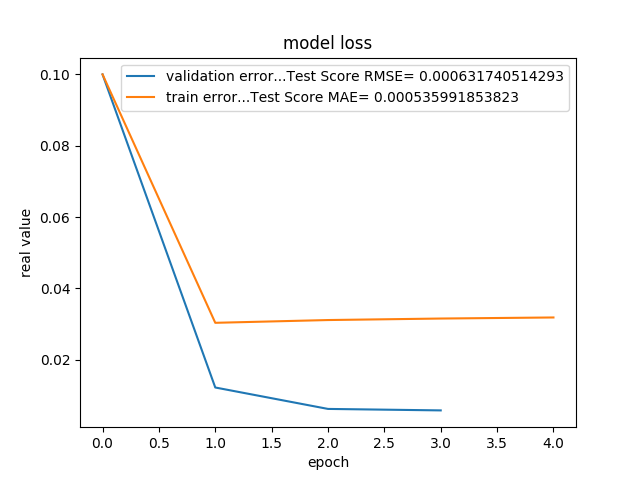 model loss
validation error...Test Score RMSE= 0.000631740514293
train error...Test Score MAE= 0.000535991853823
0.10
0.08
0.06
0.04
0.02
real value
0.0 0.5 1.0 1.5 2.0 2.5 3.0 3.5 4.0
epoch